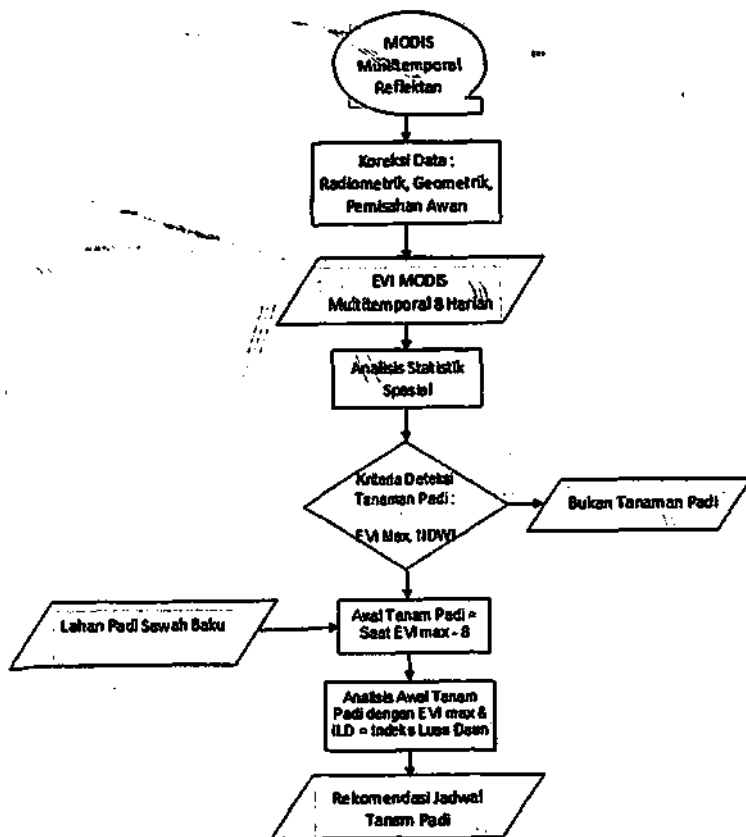 MODIS
Multitemporal
Reflektan
Koreksi Data :
Radiometrik, Geometrik,
Pemisahan Awan
EVI MODIS
Multitemporal 8 Harian
Analisis Statistik
Spasial
Kriteria Deteksi
Tanaman Padi :
EVI Max, NDWI
Bukan Tanaman Padi
Lahan Padi Sawah Baku
Awal Tanam Padi =
Saat EVI max - 8
Analisis Awal Tanam
Padi dengan EVI max &
ILD = Indeks Luas Daun
Rekomendasi Jadwal
Tanam Padi